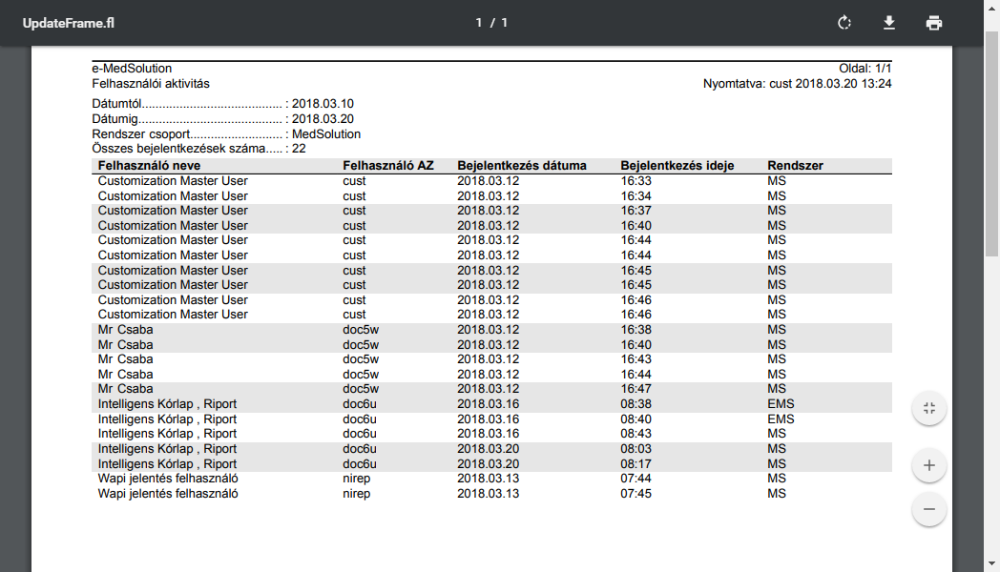 UpdateFrame.fl 1 / 1
e-MedSolution Oldal: 1/1
Felhasználói aktivitás Nyomtatva: cust 2018.03.20 13:24
Dátumtól......................................... : 2018.03.10
Dátumig.......................................... : 2018.03.20
Rendszer csoport........................... : MedSolution
Összes bejelentkezések száma..... : 22
Felhasználó neve Felhasználó AZ Bejelentkezés dátuma Bejelentkezés ideje Rendszer
Customization Master User cust 2018.03.12 16:33 MS
Customization Master User cust 2018.03.12 16:34 MS
Customization Master User cust 2018.03.12 16:37 MS
Customization Master User cust 2018.03.12 16:40 MS
Customization Master User cust 2018.03.12 16:44 MS
Customization Master User cust 2018.03.12 16:44 MS
Customization Master User cust 2018.03.12 16:45 MS
Customization Master User cust 2018.03.12 16:45 MS
Customization Master User cust 2018.03.12 16:46 MS
Customization Master User cust 2018.03.12 16:46 MS
Mr Csaba doc5w 2018.03.12 16:38 MS
Mr Csaba doc5w 2018.03.12 16:40 MS
Mr Csaba doc5w 2018.03.12 16:43 MS
Mr Csaba doc5w 2018.03.12 16:44 MS
Mr Csaba doc5w 2018.03.12 16:47 MS
Intelligens Kórlap , Riport doc6u 2018.03.16 08:38 EMS
Intelligens Kórlap , Riport doc6u 2018.03.16 08:40 EMS
Intelligens Kórlap , Riport doc6u 2018.03.16 08:43 MS
Intelligens Kórlap , Riport doc6u 2018.03.20 08:03 MS
Intelligens Kórlap , Riport doc6u 2018.03.20 08:17 MS
Wapi jelentés felhasználó nirep 2018.03.13 07:44 MS
Wapi jelentés felhasználó nirep 2018.03.13 07:45 MS